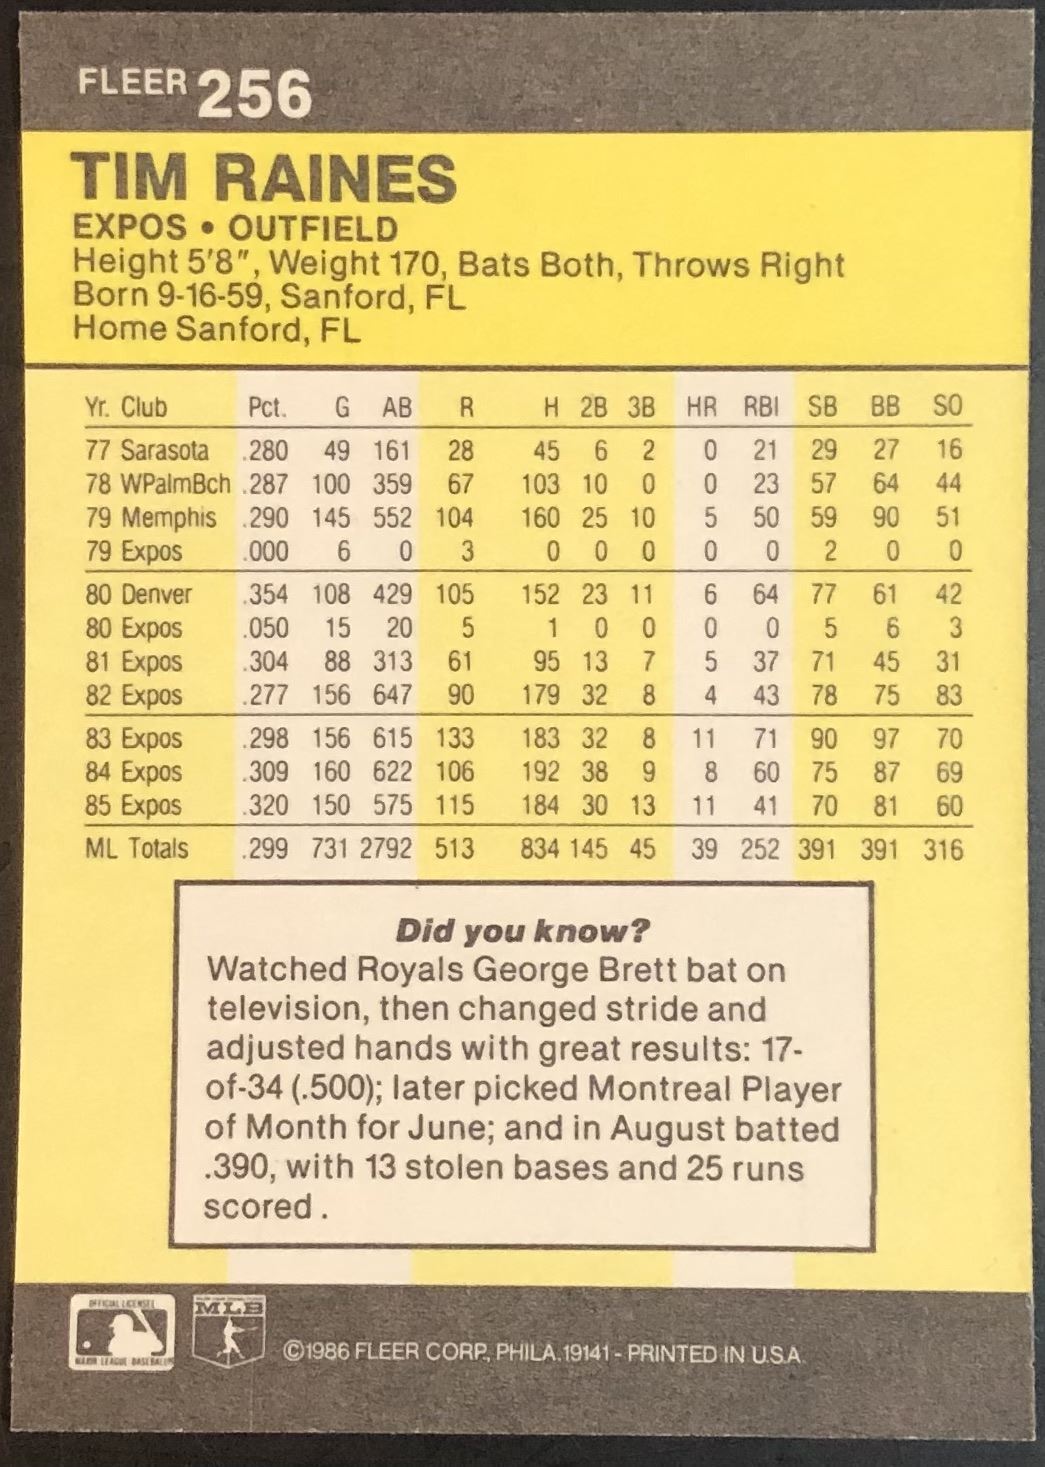 FLEER 256
TIM RAINES
EXPOS • OUTFIELD
Height 5'8", Weight 170, Bats Both, Throws Right
Born 9-16-59, Sanford, FL
Home Sanford, FL
Yr. Club Pct. G AB R H 2B 3B HR RBI SB BB SO
77 Sarasota .280 49 161 28 45 6 2 0 21 29 27 16
78 WPalmBch .287 100 359 67 103 10 0 0 23 57 64 44
79 Memphis .290 145 552 104 160 25 10 5 50 59 90 51
79 Expos .000 6 0 3 0 0 0 0 0 2 0 0
80 Denver .354 108 429 105 152 23 11 6 64 77 61 42
80 Expos .050 15 20 5 1 0 0 0 0 5 6 3
81 Expos .304 88 313 61 95 13 7 5 37 71 45 31
82 Expos .277 156 647 90 179 32 8 4 43 78 75 83
83 Expos .298 156 615 133 183 32 8 11 71 90 97 70
84 Expos .309 160 622 106 192 38 9 8 60 75 87 69
85 Expos .320 150 575 115 184 30 13 11 41 70 81 60
ML Totals .299 731 2792 513 834 145 45 39 252 391 391 316
Did you know?
Watched Royals George Brett bat on
television, then changed stride and
adjusted hands with great results: 17-
of-34 (.500); later picked Montreal Player
of Month for June; and in August batted
.390, with 13 stolen bases and 25 runs
scored .
OFFICIAL LICENSEE
MAJOR LEAGUE BASEBALL
MLB
©1986 FLEER CORP., PHILA. 19141 - PRINTED IN U.S.A.